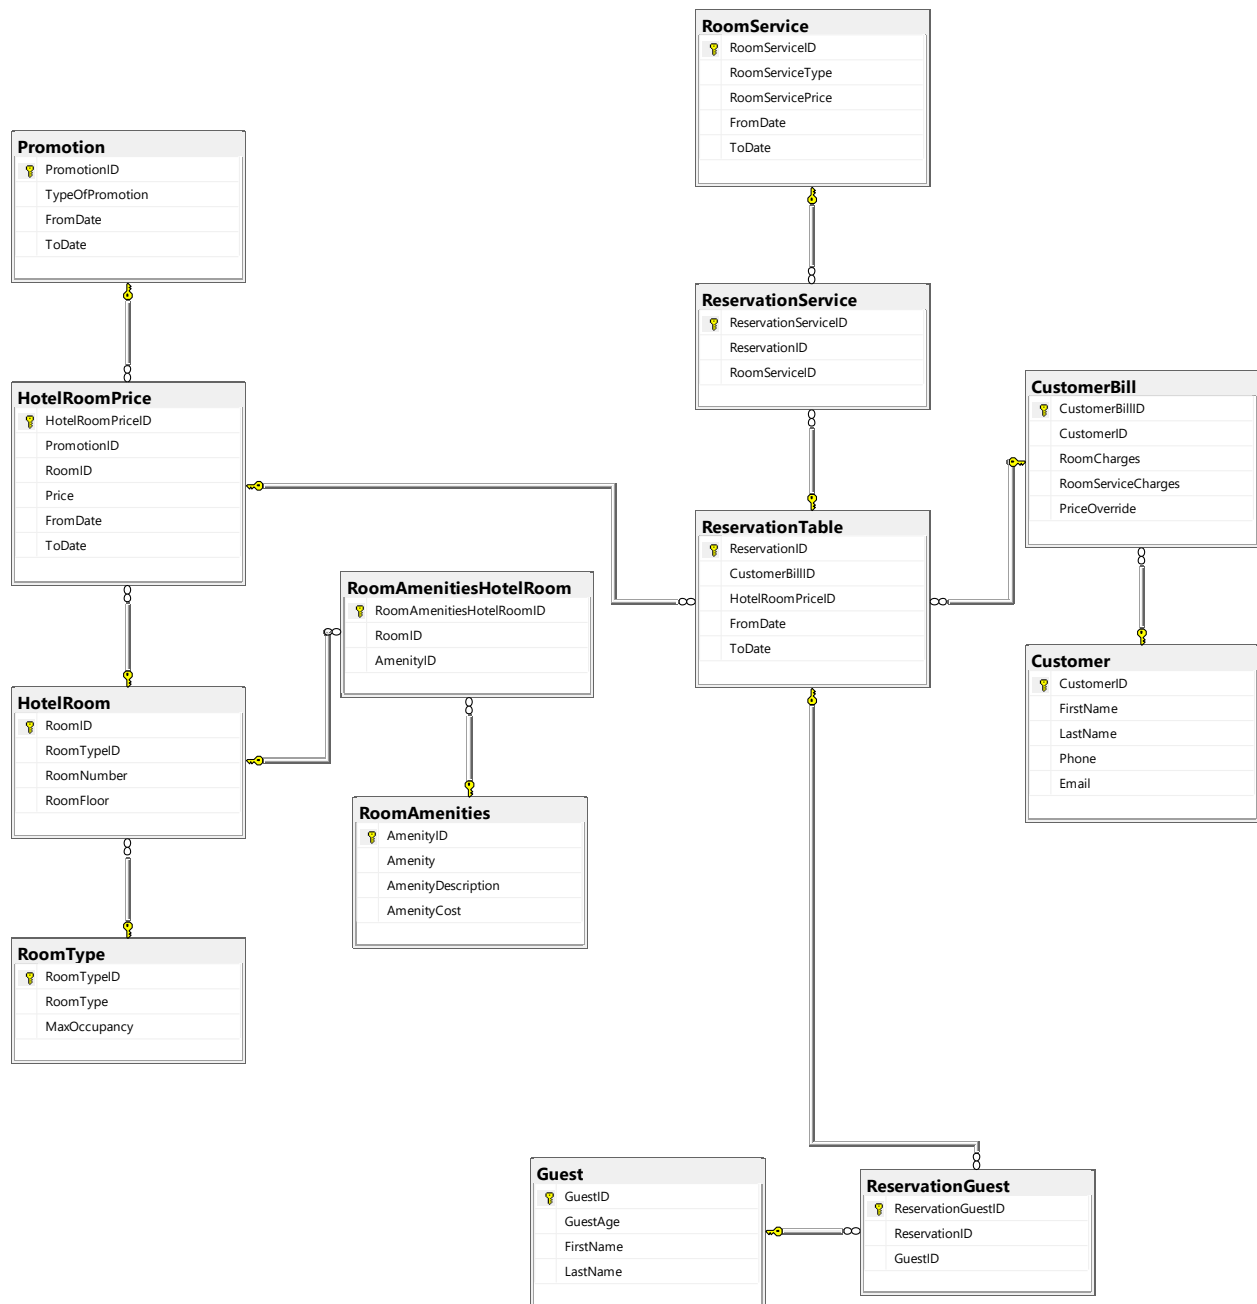 RoomService
RoomServiceID
RoomServiceType
RoomServicePrice
FromDate
ToDate
Promotion
PromotionID
TypeOfPromotion
FromDate
ToDate
ReservationService
ReservationServiceID
ReservationID
RoomServiceID
HotelRoomPrice
HotelRoomPriceID
PromotionID
RoomID
Price
FromDate
ToDate
CustomerBill
CustomerBillID
CustomerID
RoomCharges
RoomServiceCharges
PriceOverride
ReservationTable
ReservationID
CustomerBillID
HotelRoomPriceID
FromDate
ToDate
RoomAmenitiesHotelRoom
RoomAmenitiesHotelRoomID
RoomID
AmenityID
Customer
CustomerID
FirstName
LastName
Phone
Email
HotelRoom
RoomID
RoomTypeID
RoomNumber
RoomFloor
RoomAmenities
AmenityID
Amenity
AmenityDescription
AmenityCost
RoomType
RoomTypeID
RoomType
MaxOccupancy
Guest
GuestID
GuestAge
FirstName
LastName
ReservationGuest
ReservationGuestID
ReservationID
GuestID